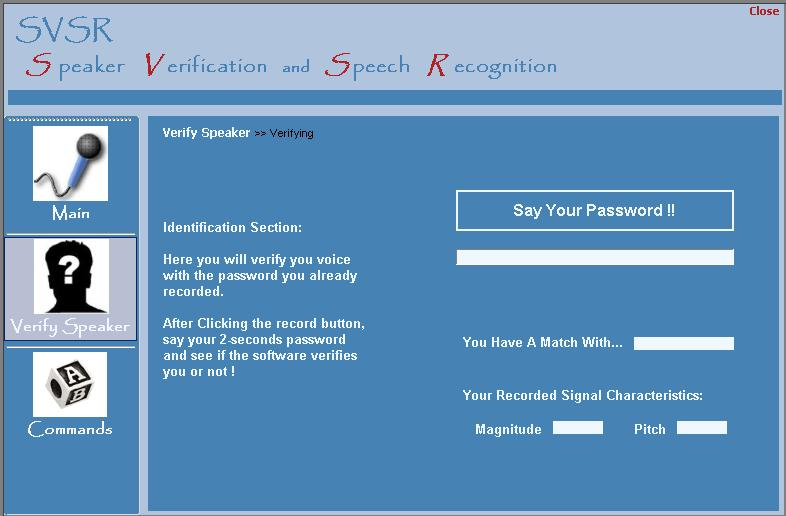 Close
SVSR
Speaker Verification and Speech Recognition
Main
Verify Speaker
Commands
Verify Speaker >> Verifying
Identification Section:
Here you will verify you voice
with the password you already
recorded.
After Clicking the record button,
say your 2-seconds password
and see if the software verifies
you or not !
Say Your Password !!
You Have A Match With...
Your Recorded Signal Characteristics:
Magnitude Pitch
?
A
B